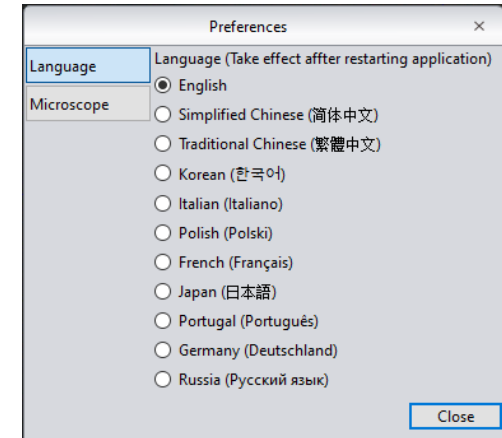 Preferences
Language
Microscope
Language (Take effect affter restarting application)
English
Simplified Chinese (简体中文)
Traditional Chinese (繁體中文)
Korean (한국어)
Italian (Italiano)
Polish (Polski)
French (Français)
Japan (日本語)
Portugal (Português)
Germany (Deutschland)
Russia (Русский язык)
Close